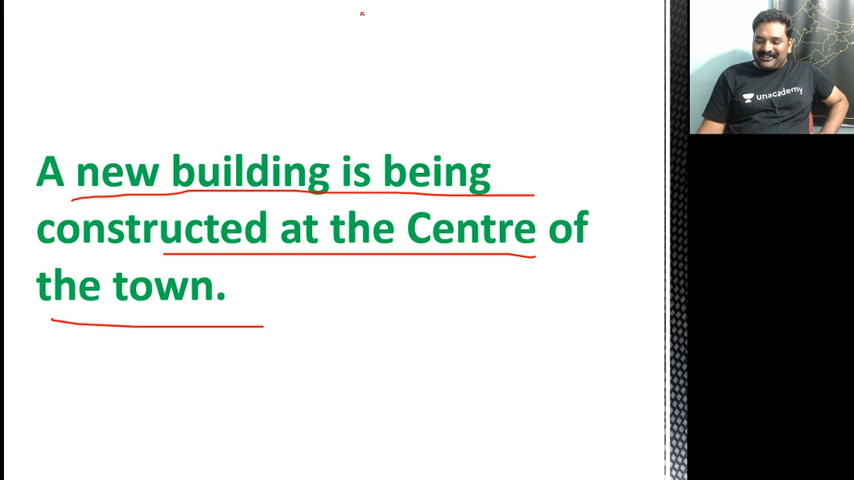 A new building is being
constructed at the Centre of
the town.
unacademy